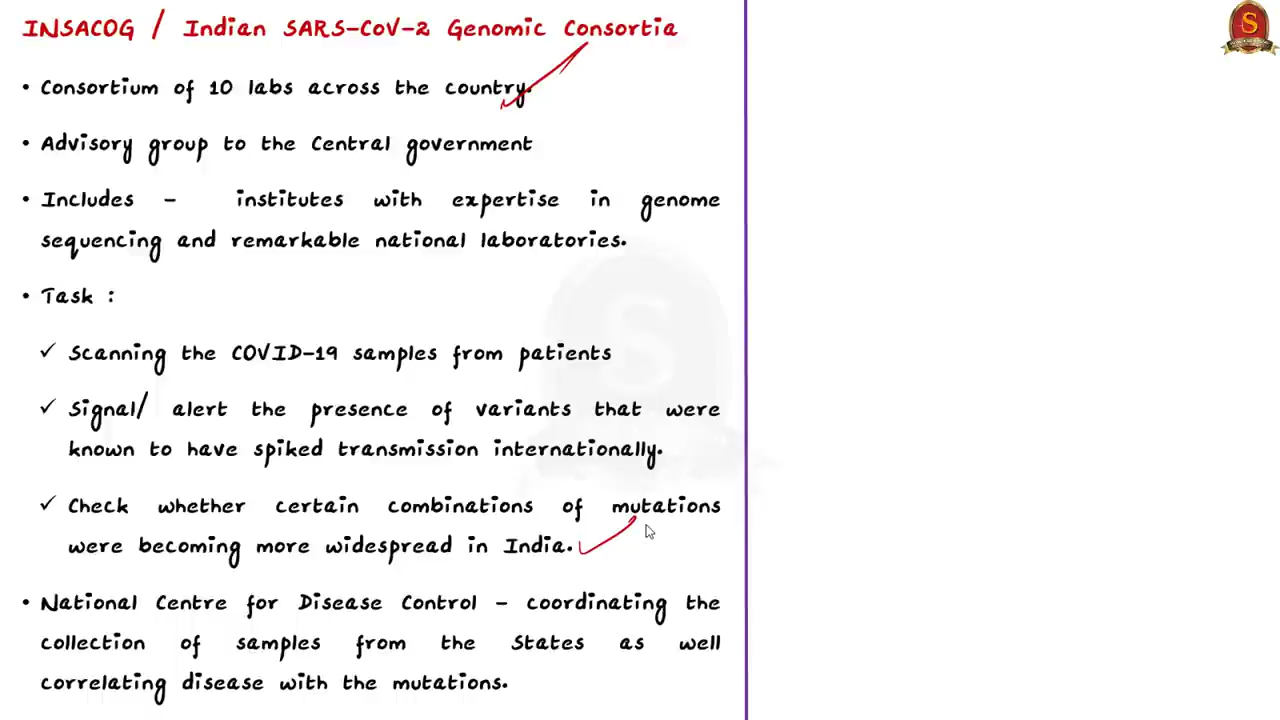 INSACOG / Indian SARS-CoV-2 Genomic Consortia
• Consortium of 10 labs across the country.
• Advisory group to the Central government
• Includes - institutes with expertise in genome
sequencing and remarkable national laboratories.
• Task :
✓ Scanning the COVID-19 samples from patients
✓ Signal/ alert the presence of variants that were
known to have spiked transmission internationally.
✓ Check whether certain combinations of mutations
were becoming more widespread in India.
• National Centre for Disease Control - coordinating the
collection of samples from the States as well
correlating disease with the mutations.
S
S